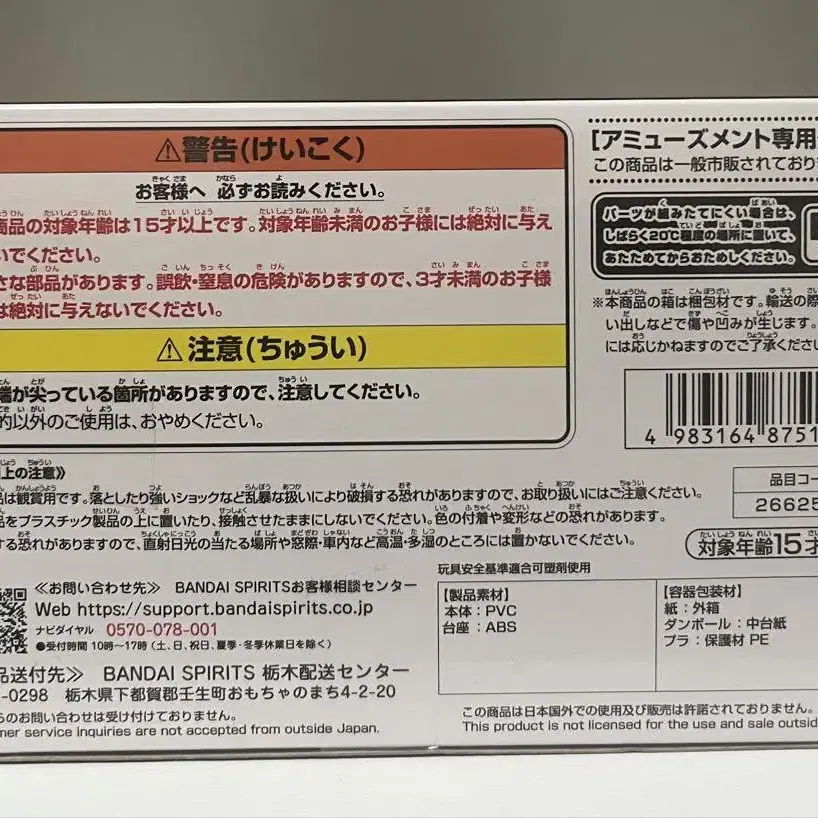 ⚠警告(けいこく)
お客様へ 必ずお読みください。
商品の対象年齢は15才以上です。対象年齢未満のお子様には絶対に与え
いでください。
さな部品があります。誤飲・窒息の危険がありますので、3才未満のお子様
は絶対に与えないでください。
⚠注意(ちゅうい)
端が尖っている箇所がありますので、注意してください。
的以外のご使用は、おやめください。
上の注意》
品は観賞用です。落としたり強いショックなど乱暴な扱いにより破損する恐れがありますので、お取り扱いにはご注意ください。
品をプラスチック製品の上に置いたり、接触させたままにしないでください。色の付着や変形などの恐れがあります。
する恐れがありますので、直射日光の当たる場所や窓際・車内など高温・多湿のところには置かないでください。
≪お問い合わせ先≫ BANDAI SPIRITSお客様相談センター
Web https://support.bandaispirits.co.jp
ナビダイヤル 0570-078-001
●受付時間 10時〜17時(土、日、祝日、夏季・冬季休業日を除く)
品送付先≫ BANDAI SPIRITS 栃木配送センター
-0298 栃木県下都賀郡壬生町おもちゃのまち4-2-20
らのお問い合わせは受け付けておりません。
mer service inquiries are not accepted from outside Japan.
[アミューズメント専用
この商品は一般市販されており
パーツが組みたてにくい場合は、
しばらく20℃程度の場所に置いて、
あたためてからおためしください。
※本商品の箱は梱包材です。輸送の際
い出しなどで傷や凹みが生じます。
には応じかねますのでご了承くださ
4 983164 8751
品目コー
26625
対象年齢15才
玩具安全基準適合可塑剤使用
【製品素材】
本体:PVC
台座:ABS
【容器包装材】
紙:外箱
ダンボール:中台紙
プラ:保護材 PE
この商品は日本国外での使用及び販売は許諾されておりません。
This product is not licensed for the use and sale outsid